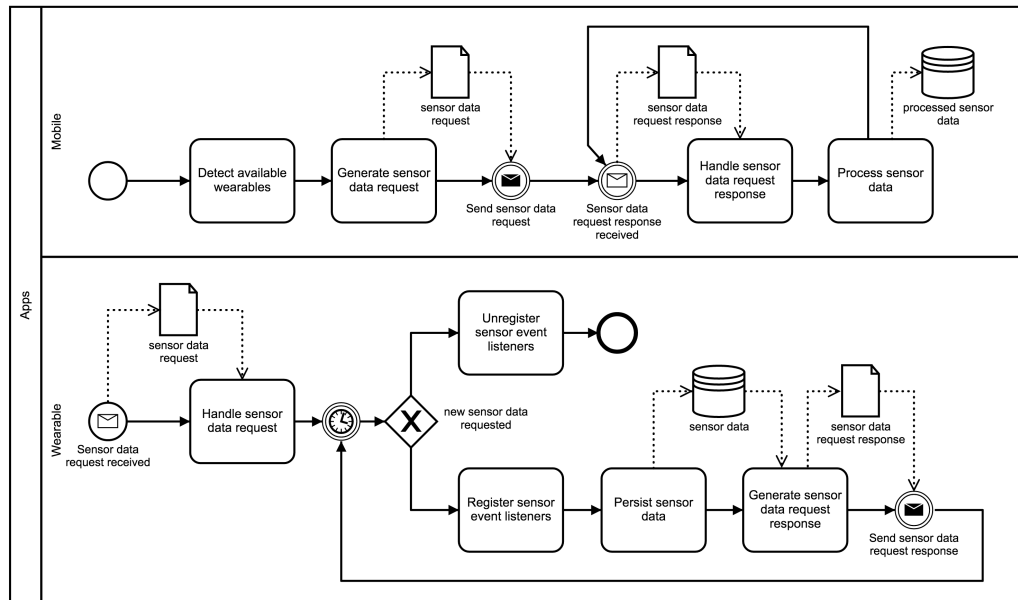 Apps
Mobile
sensor data
request
sensor data
request response
processed sensor
data
Detect available
wearables
Generate sensor
data request
Send sensor data
request
Sensor data
request response
received
Handle sensor
data request
response
Process sensor
data
Wearable
sensor data
request
Sensor data
request received
Handle sensor
data request
Unregister
sensor event
listeners
X
new sensor data
requested
Register sensor
event listeners
Persist sensor
data
sensor data
Generate sensor
data request
response
sensor data
request response
Send sensor data
request response